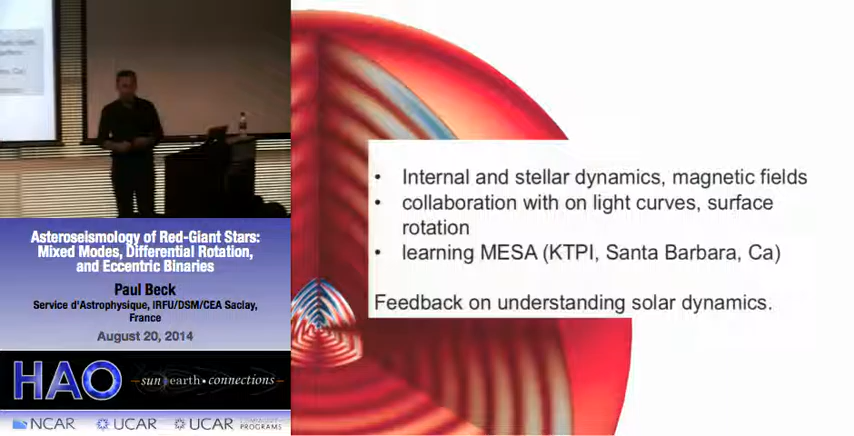 Asteroseismology of Red-Giant Stars:
Mixed Modes, Differential Rotation,
and Eccentric Binaries
Paul Beck
Service d'Astrophysique, IRFU/DSM/CEA Saclay,
France
August 20, 2014
HAO
sun earth • connections
NCAR
UCAR
UCAR
PROGRAMS
• Internal and stellar dynamics, magnetic fields
• collaboration with on light curves, surface
rotation
• learning MESA (KTPI, Santa Barbara, Ca)
Feedback on understanding solar dynamics.